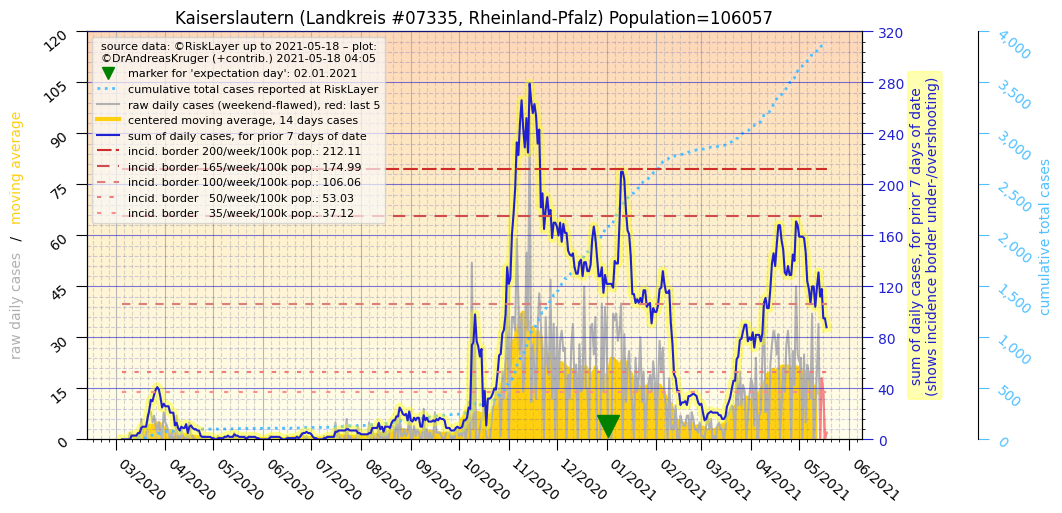 Kaiserslautern (Landkreis #07335, Rheinland-Pfalz) Population=106057
source data: ©RiskLayer up to 2021-05-18 – plot:
©DrAndreasKruger (+contrib.) 2021-05-18 04:05
marker for 'expectation day': 02.01.2021
cumulative total cases reported at RiskLayer
raw daily cases (weekend-flawed), red: last 5
centered moving average, 14 days cases
sum of daily cases, for prior 7 days of date
incid. border 200/week/100k pop.: 212.11
incid. border 165/week/100k pop.: 174.99
incid. border 100/week/100k pop.: 106.06
incid. border 50/week/100k pop.: 53.03
incid. border 35/week/100k pop.: 37.12
raw daily cases / moving average
120
105
90
75
60
45
30
15
0
03/2020
04/2020
05/2020
06/2020
07/2020
08/2020
09/2020
10/2020
11/2020
12/2020
01/2021
02/2021
03/2021
04/2021
05/2021
06/2021
320
280
240
200
160
120
80
40
0
sum of daily cases, for prior 7 days of date
(shows incidence border under-/overshooting)
4,000
3,500
3,000
2,500
2,000
1,500
1,000
500
0
cumulative total cases